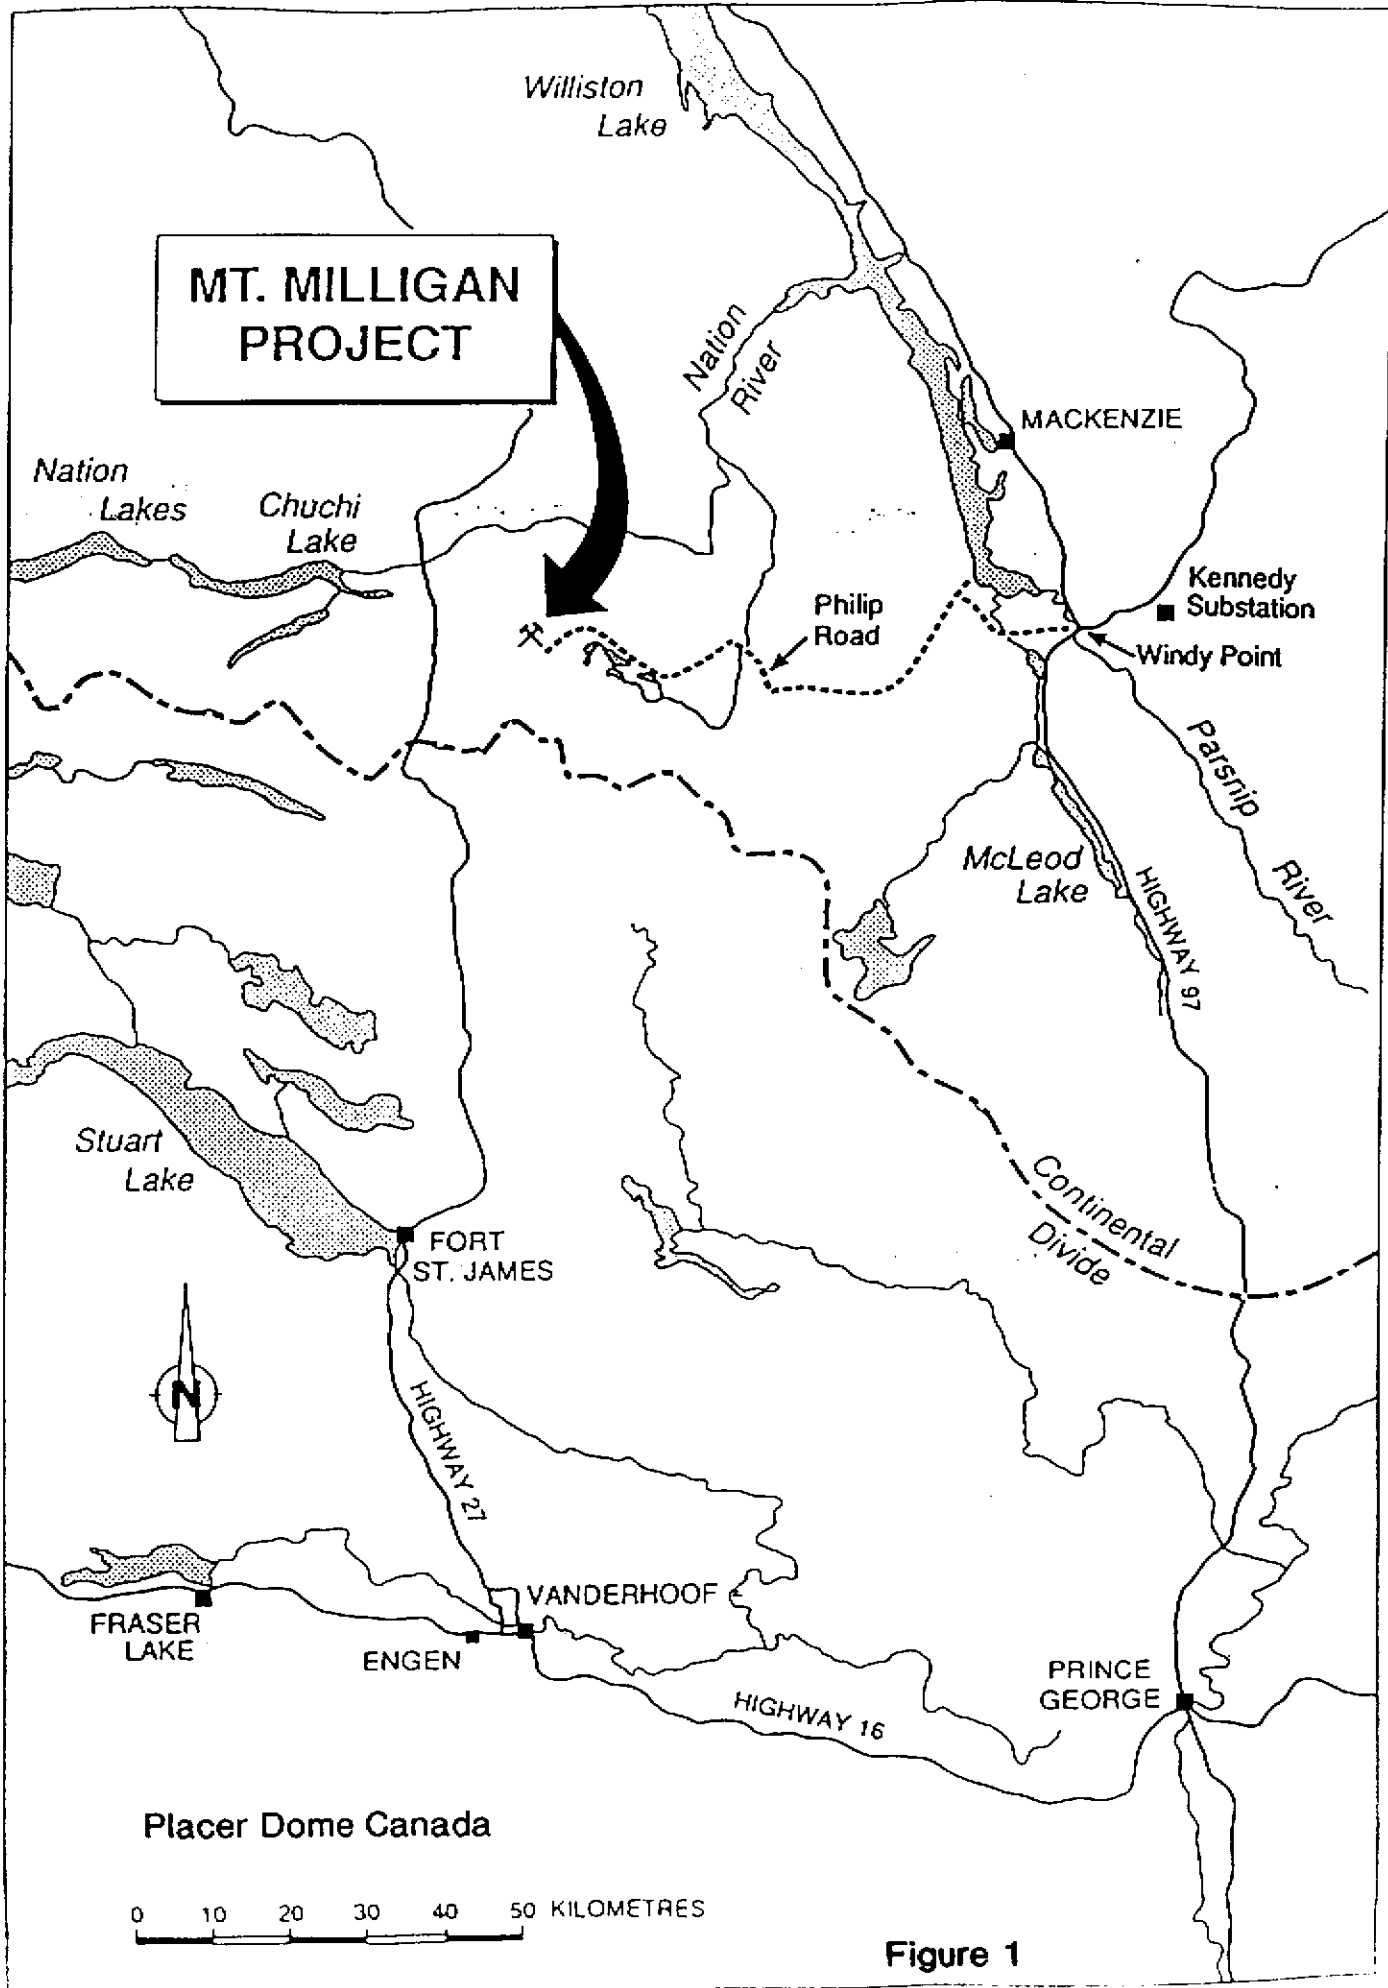 Williston
Lake
MT. MILLIGAN
PROJECT
Nation
River
MACKENZIE
Nation
Lakes
Chuchi
Lake
Kennedy
Substation
Philip
Road
Windy Point
Parsnip
River
McLeod
Lake
HIGHWAY 97
Stuart
Lake
Continental
Divide
FORT
ST. JAMES
N
HIGHWAY 27
VANDERHOOF
FRASER
LAKE
ENGEN
PRINCE
GEORGE
HIGHWAY 16
Placer Dome Canada
0 10 20 30 40 50 KILOMETRES
Figure 1